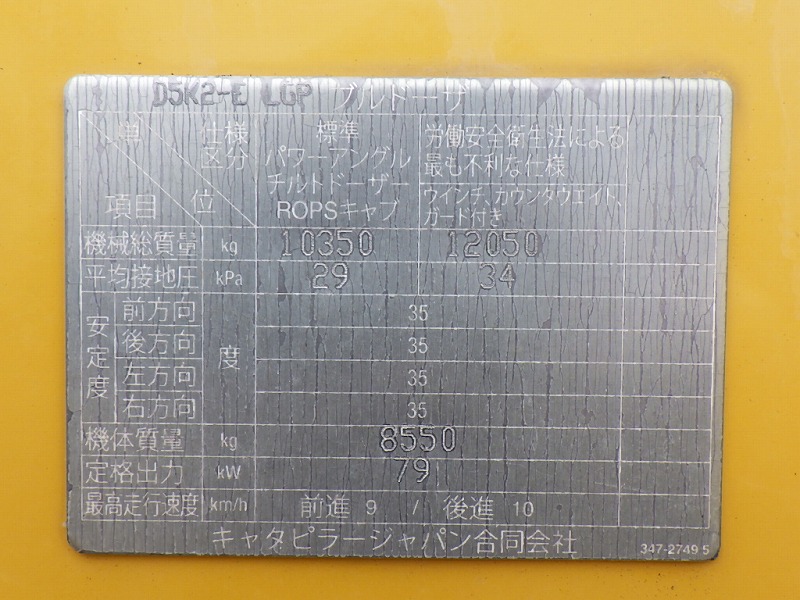 D5K2-E LGP ブルドーザ
単 仕様 標準 労働安全衛生法による
区分 パワーアングル 最も不利な仕様
チルトドーザー ウインチ、カウンタウエイト、
項目 位 ROPSキャブ ガード付き
機械総質量 kg 10350 12050
平均接地圧 kPa 29 34
安定度 前方向 度 35
後方向 35
左方向 35
右方向 35
機体質量 kg 8550
定格出力 kW 79
最高走行速度 km/h 前進 9 / 後進 10
キャタピラージャパン合同会社
347-2749 5